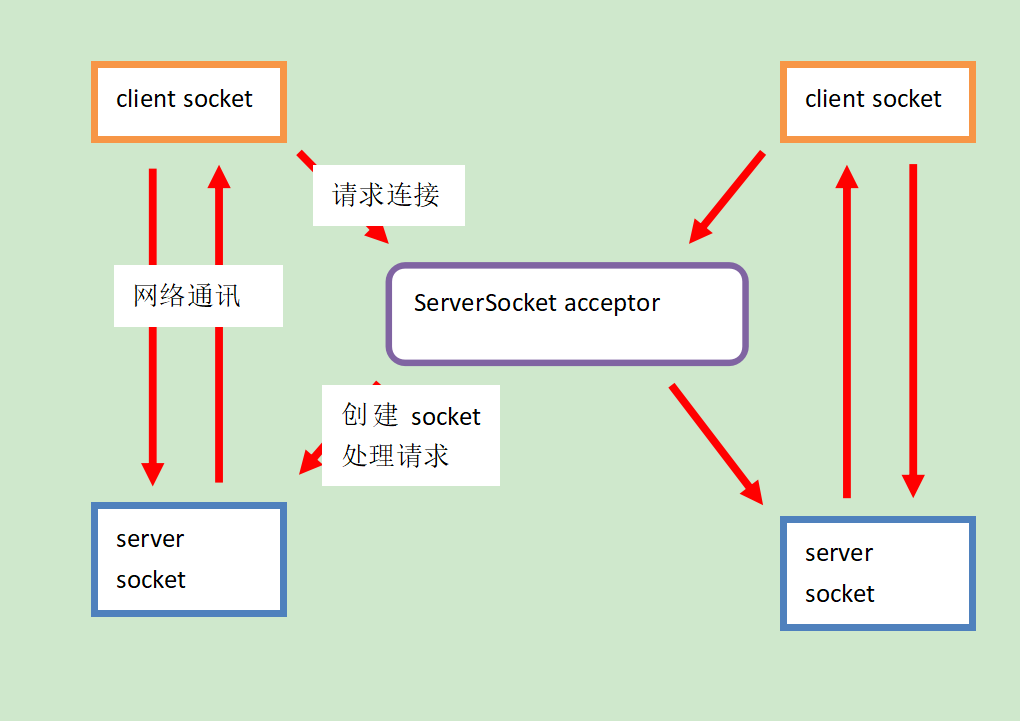 client socket
client socket
请求连接
网络通讯
ServerSocket acceptor
创建 socket
处理请求
server
socket
server
socket